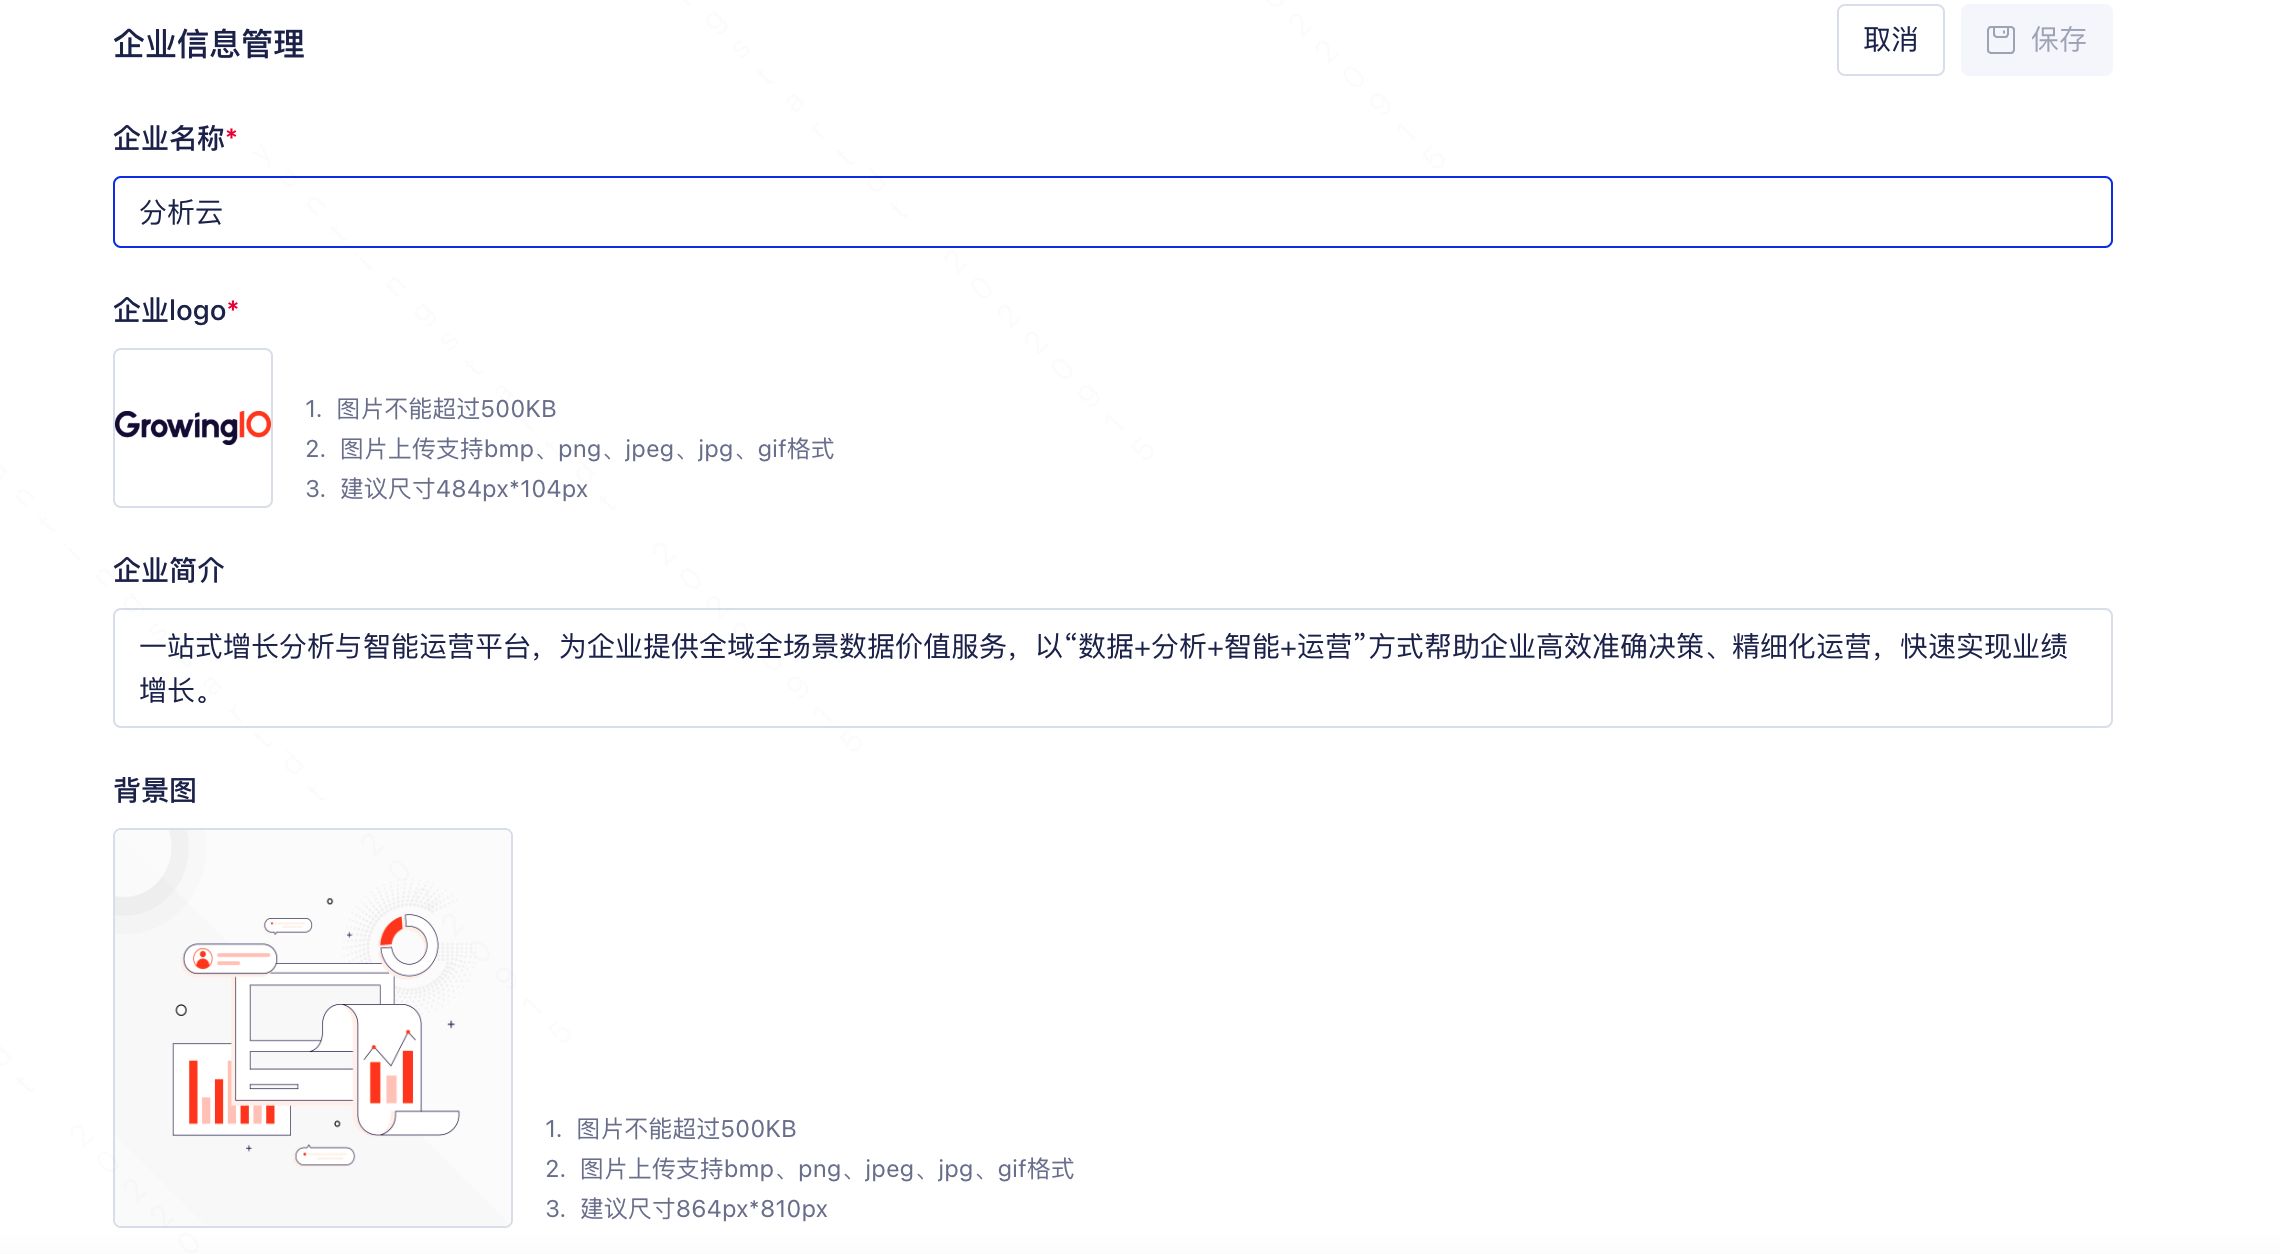 企业信息管理
取消
保存
企业名称*
分析云
企业logo*
GrowingIO
1. 图片不能超过500KB
2. 图片上传支持bmp、png、jpeg、jpg、gif格式
3. 建议尺寸484px*104px
企业简介
一站式增长分析与智能运营平台，为企业提供全域全场景数据价值服务，以“数据+分析+智能+运营”方式帮助企业高效准确决策、精细化运营，快速实现业绩
增长。
背景图
1. 图片不能超过500KB
2. 图片上传支持bmp、png、jpeg、jpg、gif格式
3. 建议尺寸864px*810px